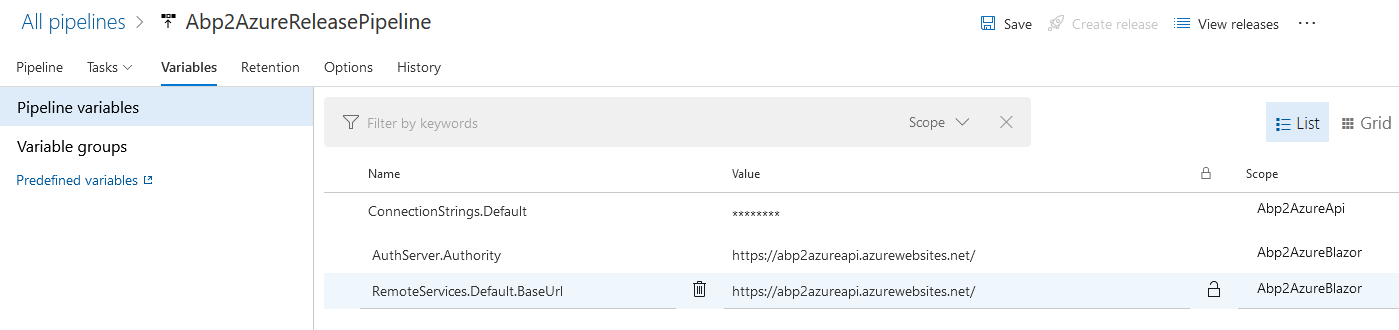 All pipelines > Abp2AzureReleasePipeline
Save Create release View releases ...
Pipeline Tasks Variables Retention Options History
Pipeline variables
Variable groups
Predefined variables
Filter by keywords Scope
List Grid
Name Value Scope
ConnectionStrings.Default ******** Abp2AzureApi
AuthServer.Authority https://abp2azureapi.azurewebsites.net/ Abp2AzureBlazor
RemoteServices.Default.BaseUrl https://abp2azureapi.azurewebsites.net/ Abp2AzureBlazor